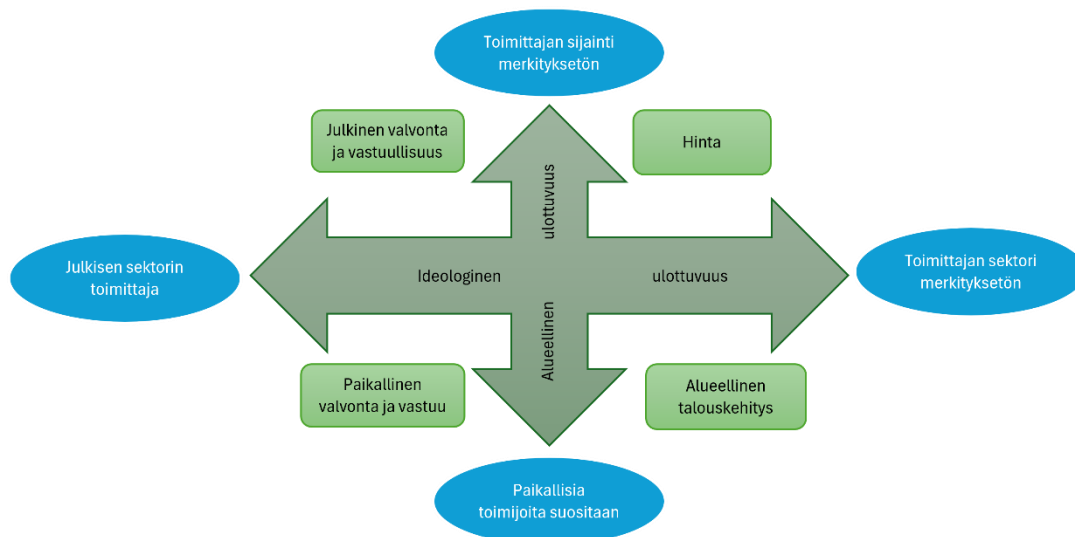 Toimittajan sijainti
merkityksetön
Julkinen valvonta
ja vastuullisuus
Hinta
ulottuvuus
Julkisen sektorin
toimittaja
Ideologinen
ulottuvuus
Toimittajan sektori
merkityksetön
Alueellinen
Paikallinen
valvonta ja vastuu
Alueellinen
talouskehitys
Paikallisia
toimijoita suositaan